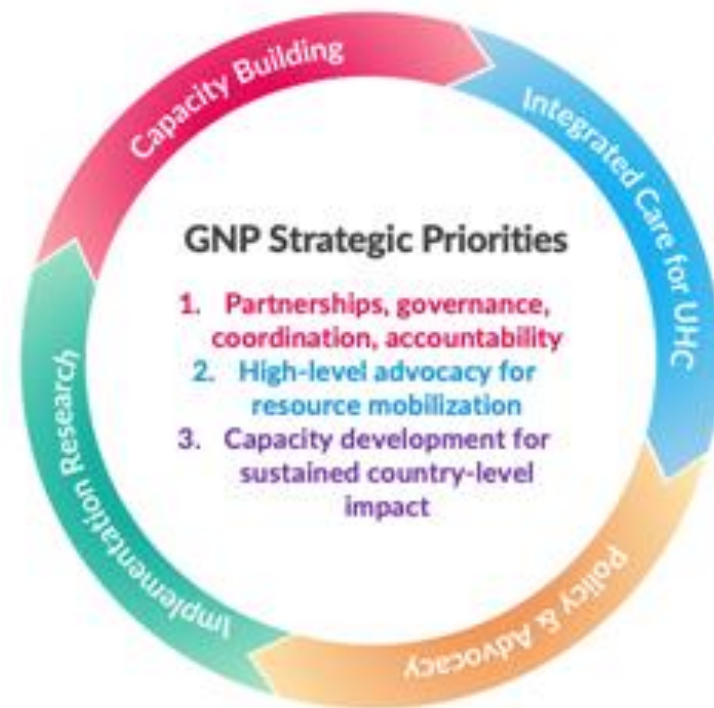 Capacity Building
Integrated Care for UHC
GNP Strategic Priorities
1. Partnerships, governance,
coordination, accountability
2. High-level advocacy for
resource mobilization
3. Capacity development for
sustained country-level
impact
Implementation Research
Policy & Advocacy